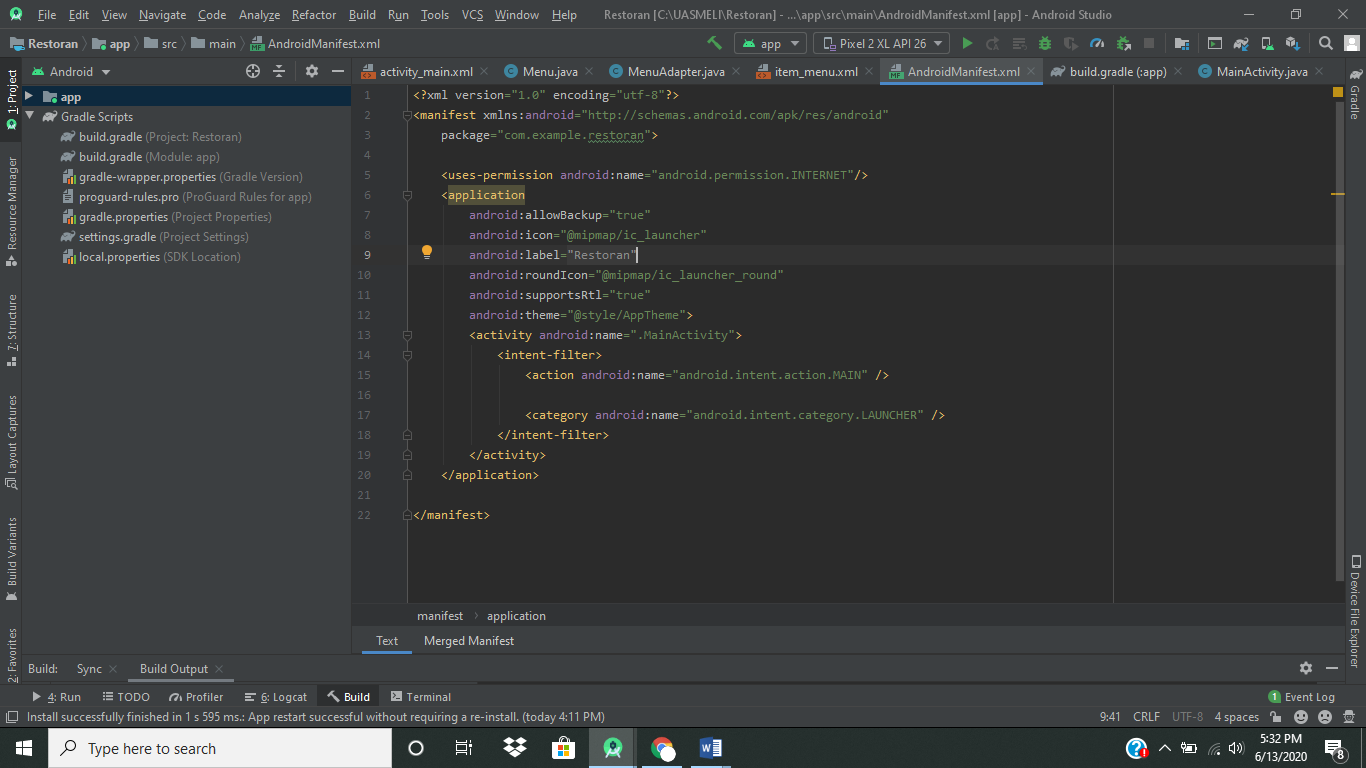 File Edit View Navigate Code Analyze Refactor Build Run Tools VCS Window Help Restoran [C:\UASMELI\Restoran] - ...\app\src\main\AndroidManifest.xml [app] - Android Studio
Restoran app src main AndroidManifest.xml app Pixel 2 XL API 26
Android activity_main.xml Menu.java MenuAdapter.java item_menu.xml AndroidManifest.xml build.gradle (:app) MainActivity.java
1: Project
Resource Manager
7: Structure
Layout Captures
Build Variants
2: Favorites
app
Gradle Scripts
build.gradle (Project: Restoran)
build.gradle (Module: app)
gradle-wrapper.properties (Gradle Version)
proguard-rules.pro (ProGuard Rules for app)
gradle.properties (Project Properties)
settings.gradle (Project Settings)
local.properties (SDK Location)
1 <?xml version="1.0" encoding="utf-8"?>
2 <manifest xmlns:android="http://schemas.android.com/apk/res/android"
3 package="com.example.restoran">
4
5 <uses-permission android:name="android.permission.INTERNET"/>
6 <application
7 android:allowBackup="true"
8 android:icon="@mipmap/ic_launcher"
9 android:label="Restoran"
10 android:roundIcon="@mipmap/ic_launcher_round"
11 android:supportsRtl="true"
12 android:theme="@style/AppTheme">
13 <activity android:name=".MainActivity">
14 <intent-filter>
15 <action android:name="android.intent.action.MAIN" />
16
17 <category android:name="android.intent.category.LAUNCHER" />
18 </intent-filter>
19 </activity>
20 </application>
21
22 </manifest>
Gradle
Device File Explorer
manifest application
Text Merged Manifest
Build: Sync Build Output
4: Run TODO Profiler 6: Logcat Build Terminal 1 Event Log
Install successfully finished in 1 s 595 ms.: App restart successful without requiring a re-install. (today 4:11 PM) 9:41 CRLF UTF-8 4 spaces
Type here to search
5:32 PM
6/13/2020
8